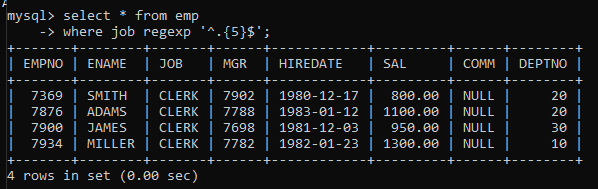 mysql> select * from emp
    -> where job regexp '^.{5}$';
+-------+--------+-------+------+------------+---------+------+--------+
| EMPNO | ENAME  | JOB   | MGR  | HIREDATE   | SAL     | COMM | DEPTNO |
+-------+--------+-------+------+------------+---------+------+--------+
|  7369 | SMITH  | CLERK | 7902 | 1980-12-17 |  800.00 | NULL |     20 |
|  7876 | ADAMS  | CLERK | 7788 | 1983-01-12 | 1100.00 | NULL |     20 |
|  7900 | JAMES  | CLERK | 7698 | 1981-12-03 |  950.00 | NULL |     30 |
|  7934 | MILLER | CLERK | 7782 | 1982-01-23 | 1300.00 | NULL |     10 |
+-------+--------+-------+------+------------+---------+------+--------+
4 rows in set (0.00 sec)